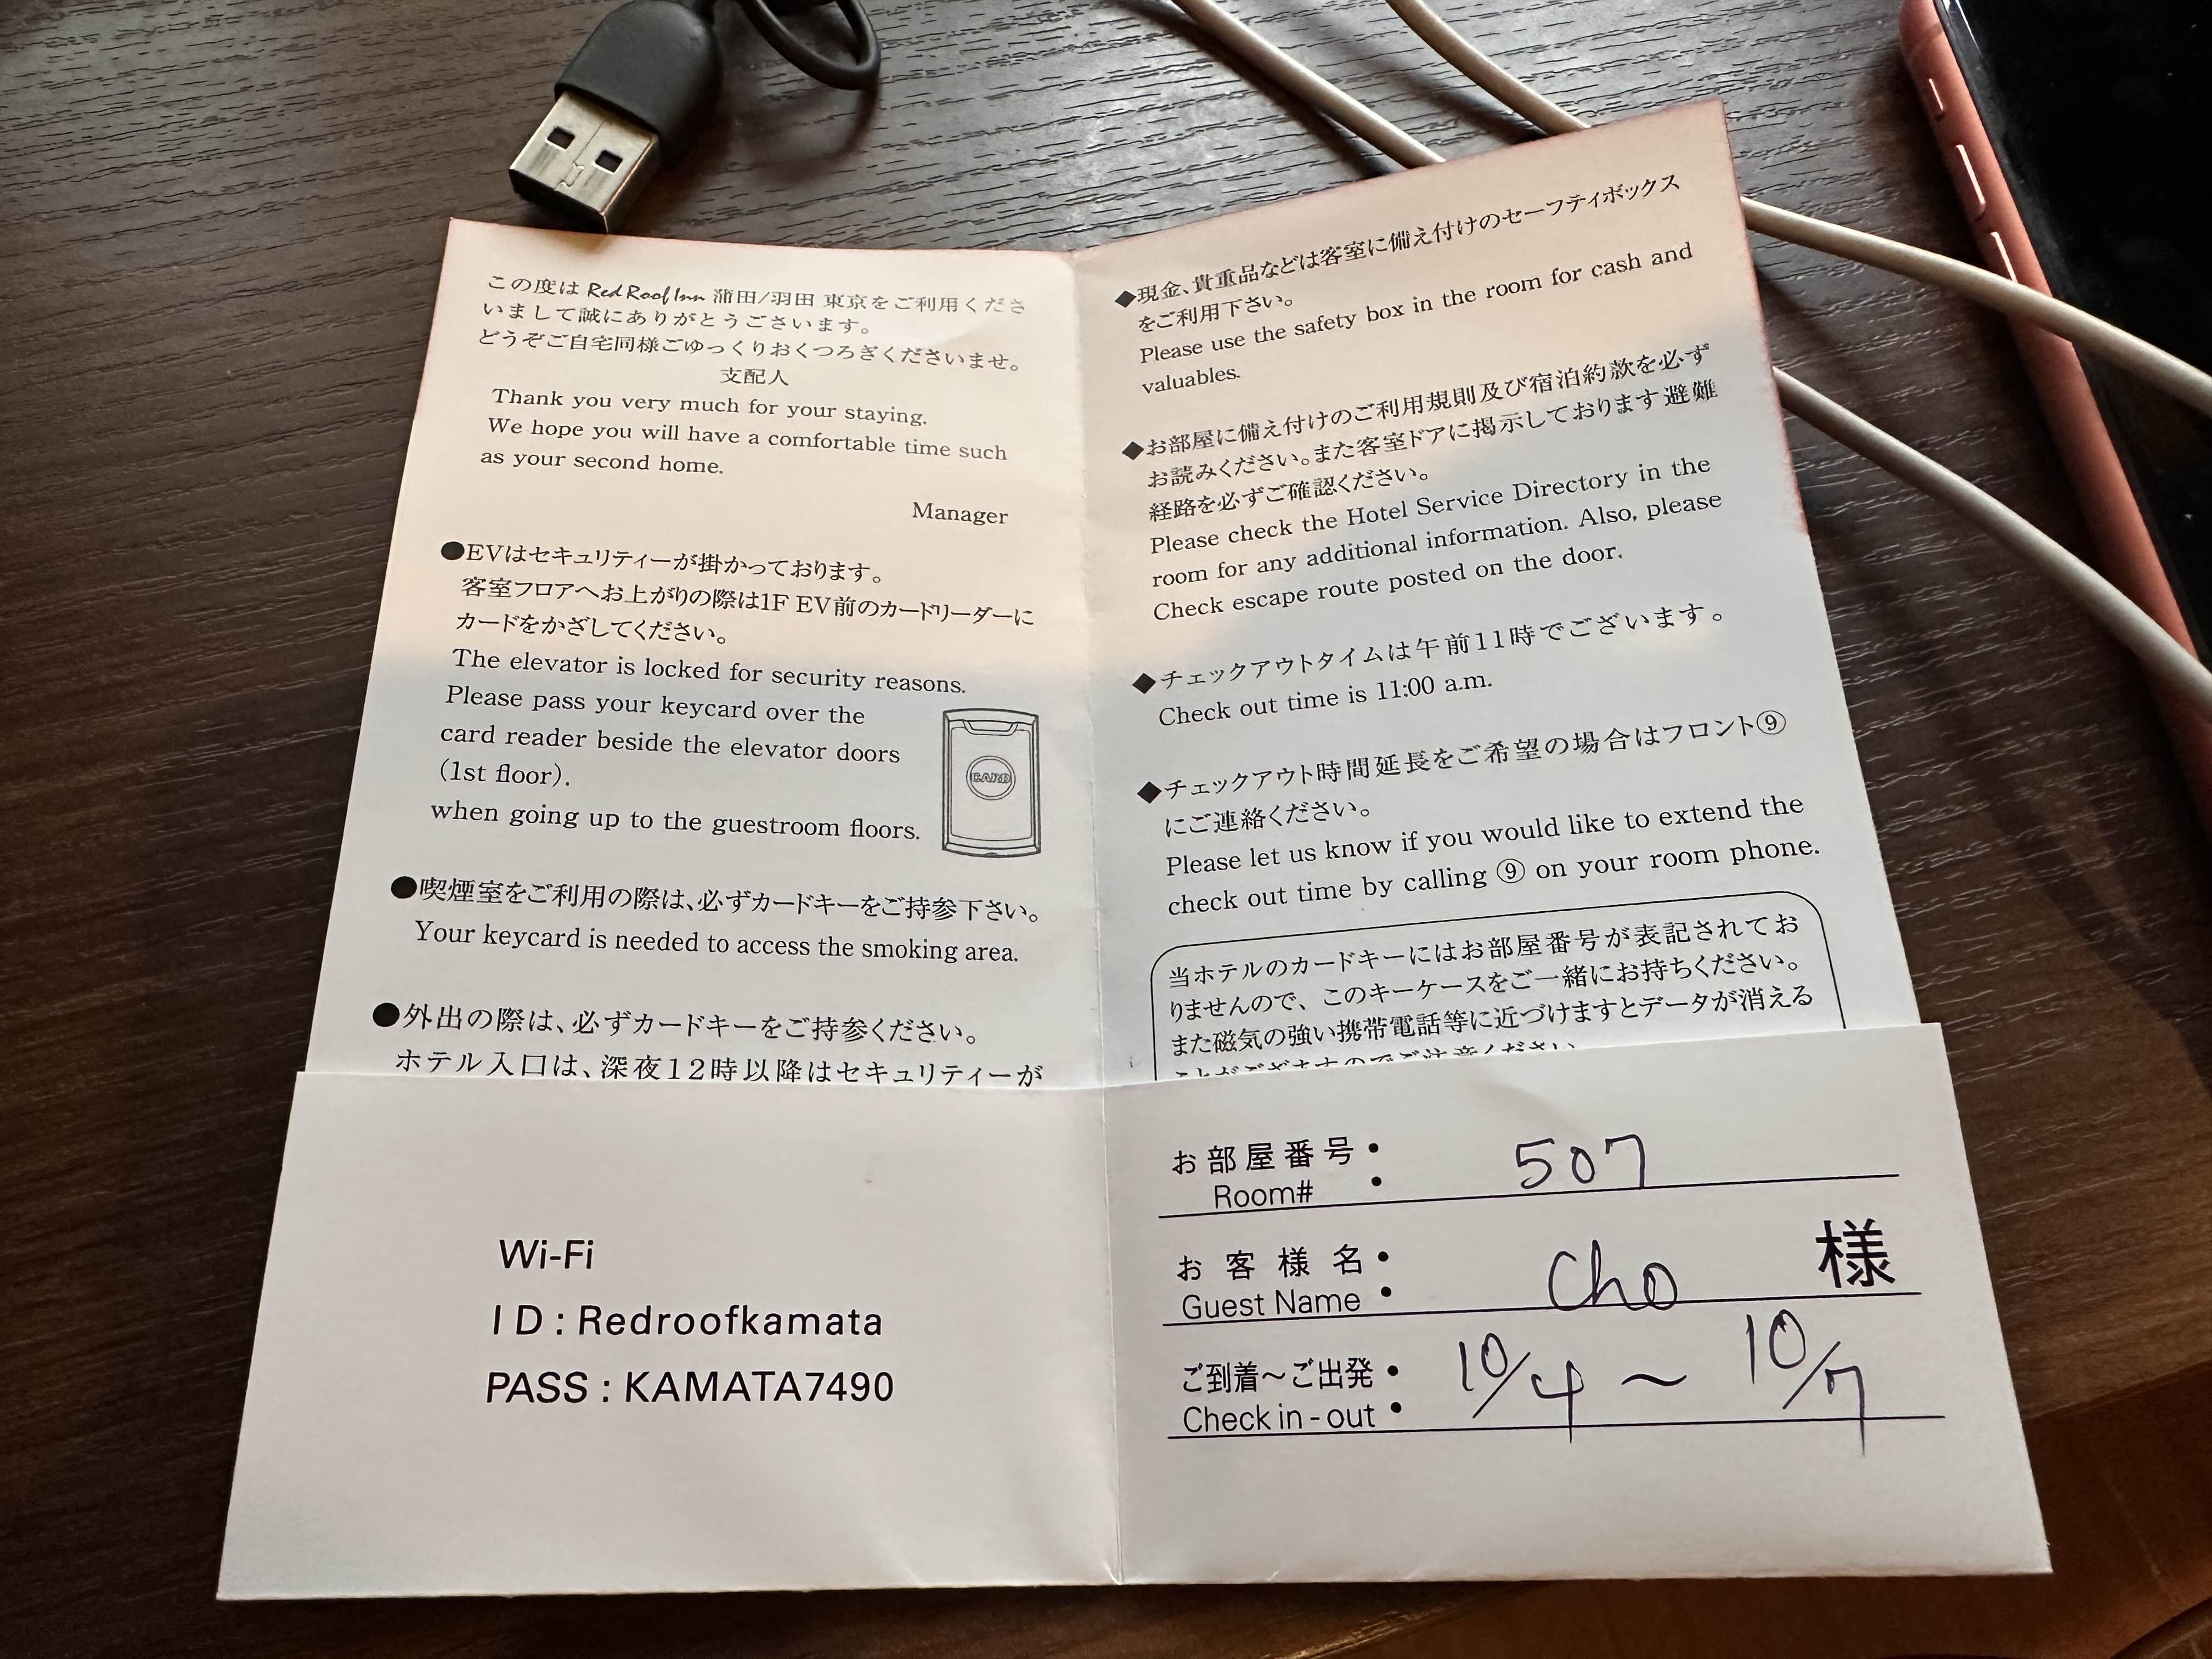 この度は Red Roof Inn 蒲田/羽田 東京をご利用くださ
いまして誠にありがとうございます。
どうぞご自宅同様ごゆっくりおくつろぎくださいませ。
支配人
Thank you very much for your staying.
We hope you will have a comfortable time such
as your second home.
Manager
●EVはセキュリティーが掛かっております。
客室フロアへお上がりの際は1F EV前のカードリーダーに
カードをかざしてください。
The elevator is locked for security reasons.
Please pass your keycard over the
card reader beside the elevator doors
(1st floor).
when going up to the guestroom floors.
CARD
●喫煙室をご利用の際は、必ずカードキーをご持参下さい。
Your keycard is needed to access the smoking area.
●外出の際は、必ずカードキーをご持参ください。
ホテル入口は、深夜12時以降はセキュリティーが
Wi-Fi
ID : Redroofkamata
PASS : KAMATA7490
◆現金、貴重品などは客室に備え付けのセーフティボックス
をご利用下さい。
Please use the safety box in the room for cash and
valuables.
◆お部屋に備え付けのご利用規則及び宿泊約款を必ず
お読みください。また客室ドアに掲示しております避難
経路を必ずご確認ください。
Please check the Hotel Service Directory in the
room for any additional information. Also, please
Check escape route posted on the door.
◆チェックアウトタイムは午前11時でございます。
Check out time is 11:00 a.m.
◆チェックアウト時間延長をご希望の場合はフロント⑨
にご連絡ください。
Please let us know if you would like to extend the
check out time by calling ⑨ on your room phone.
当ホテルのカードキーにはお部屋番号が表記されてお
りませんので、このキーケースをご一緒にお持ちください。
また磁気の強い携帯電話等に近づけますとデータが消える
ことがござますのでご注意ください
お部屋番号:
Room# 507
お客様名:
Guest Name Cho 様
ご到着～ご出発:
Check in - out 10/4 ～ 10/7